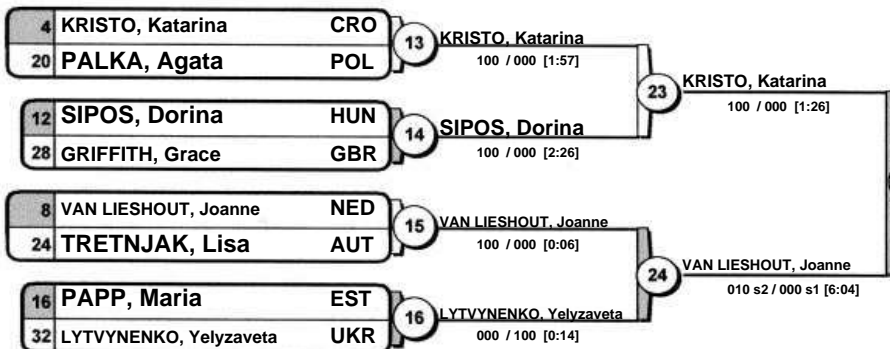 4 KRISTO, Katarina CRO
20 PALKA, Agata POL
13
KRISTO, Katarina
100 / 000 [1:57]
12 SIPOS, Dorina HUN
28 GRIFFITH, Grace GBR
14
SIPOS, Dorina
100 / 000 [2:26]
23
KRISTO, Katarina
100 / 000 [1:26]
8 VAN LIESHOUT, Joanne NED
24 TRETNJAK, Lisa AUT
15
VAN LIESHOUT, Joanne
100 / 000 [0:06]
16 PAPP, Maria EST
32 LYTVYNENKO, Yelyzaveta UKR
16
LYTVYNENKO, Yelyzaveta
000 / 100 [0:14]
24
VAN LIESHOUT, Joanne
010 s2 / 000 s1 [6:04]